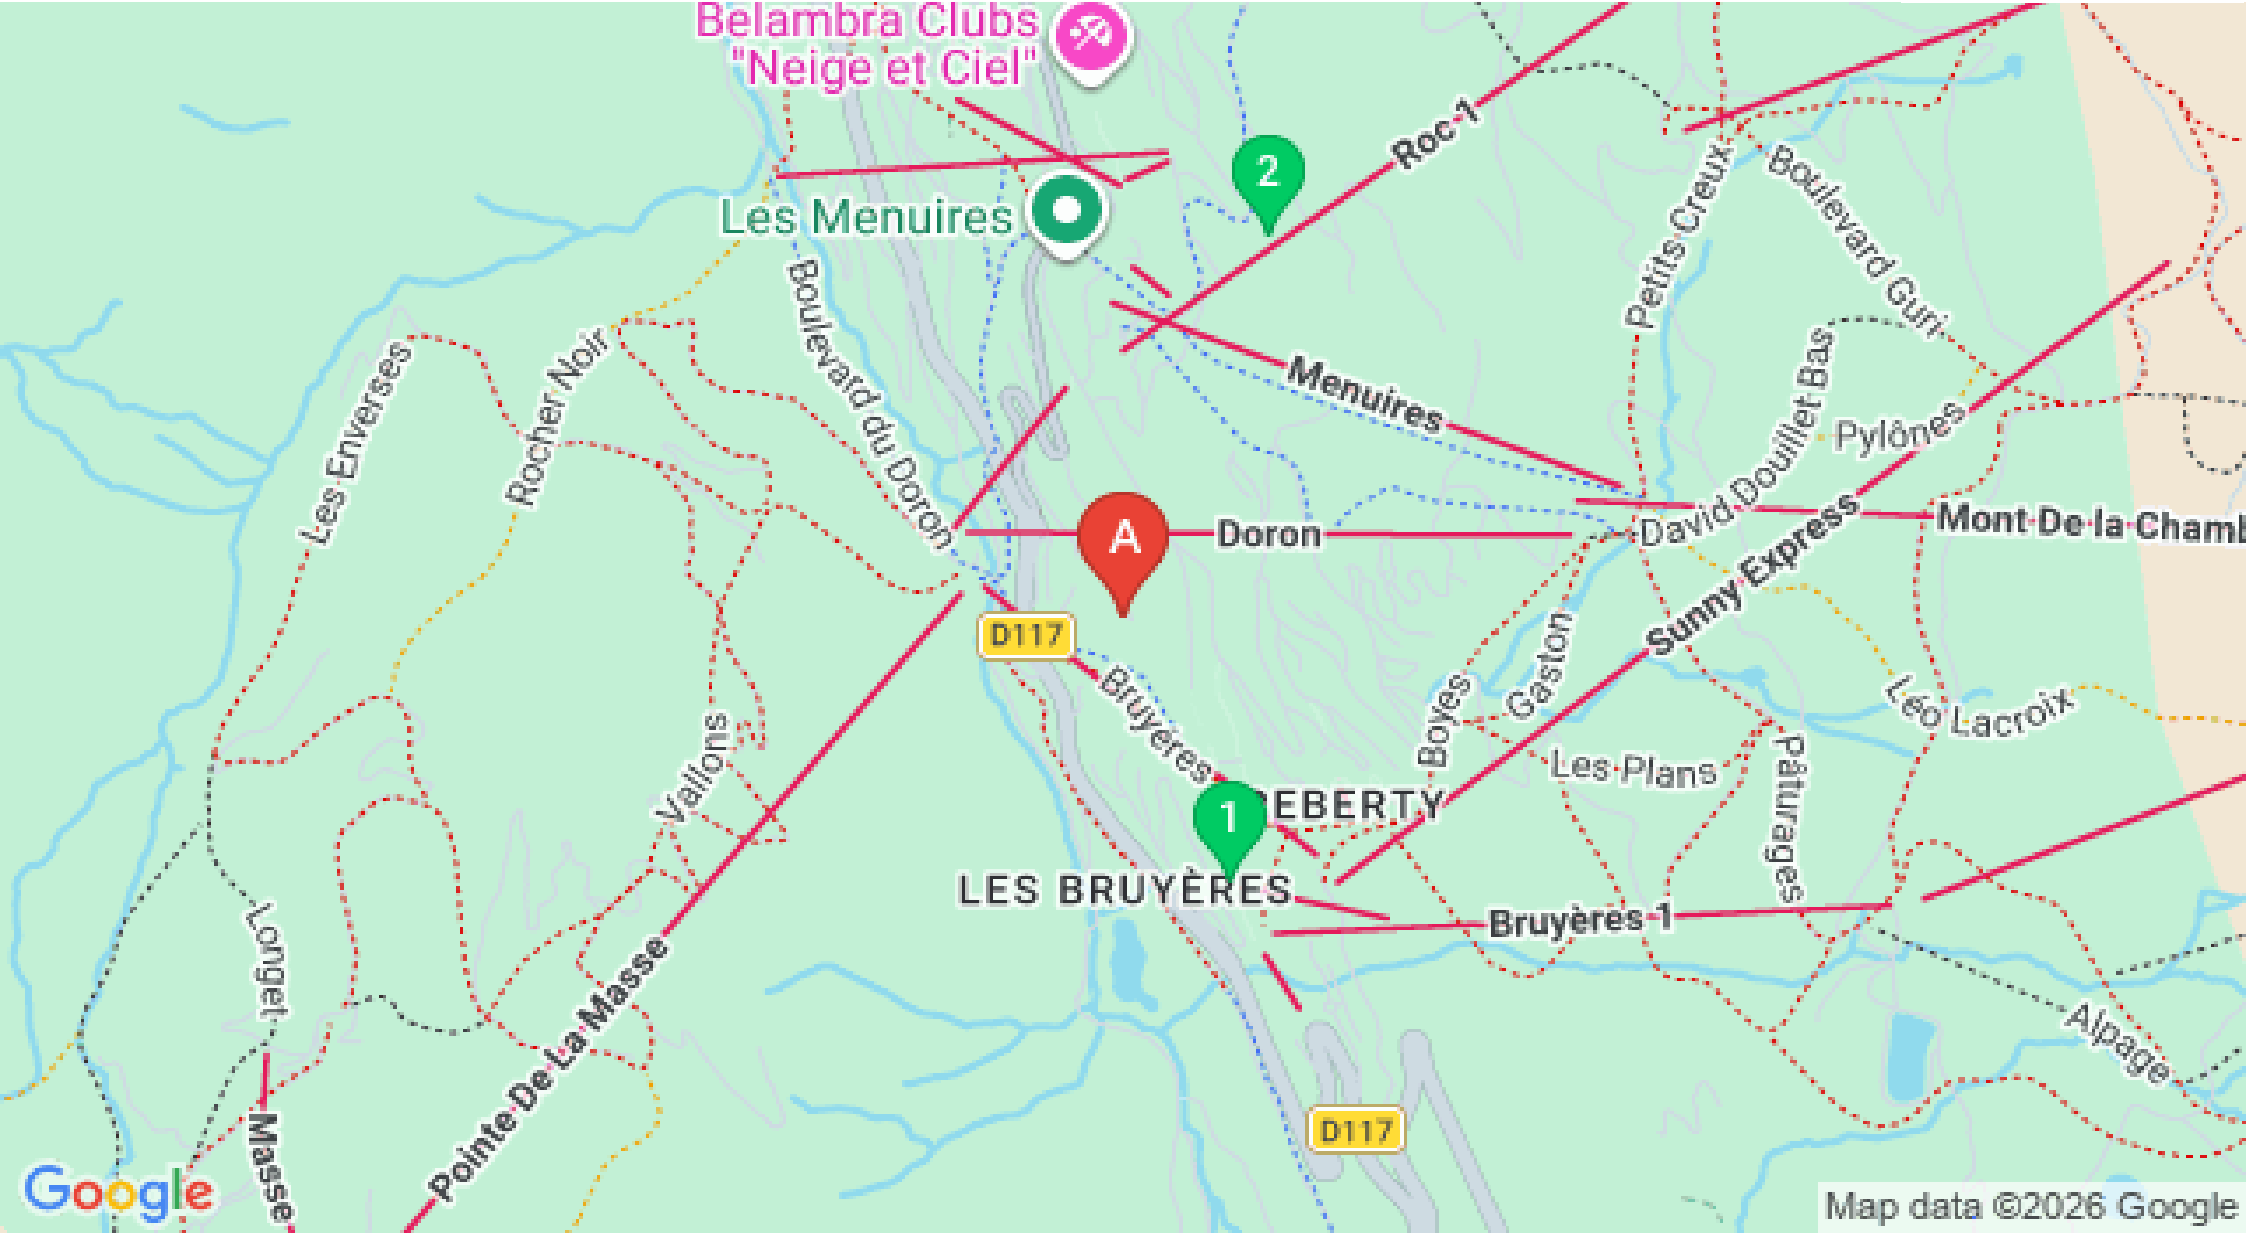 Belambra Clubs
"Neige et Ciel"
Roc 1
2
Les Menuires
Petits Creux
Boulevard Guri
Boulevard du Doron
Les Enverses
Rocher Noir
Menuires
David Douillet Bas
Pylônes
A
Doron
Mont De la Chamb
Sunny Express
D117
Bruyères
Gaston
Boyes
Léo Lacroix
Les Plans
Pâturages
Vallons
1
EBERTY
LES BRUYÈRES
Bruyères 1
Longet
Pointe De La Masse
Alpage
Masse
D117
Google
Map data ©2026 Google